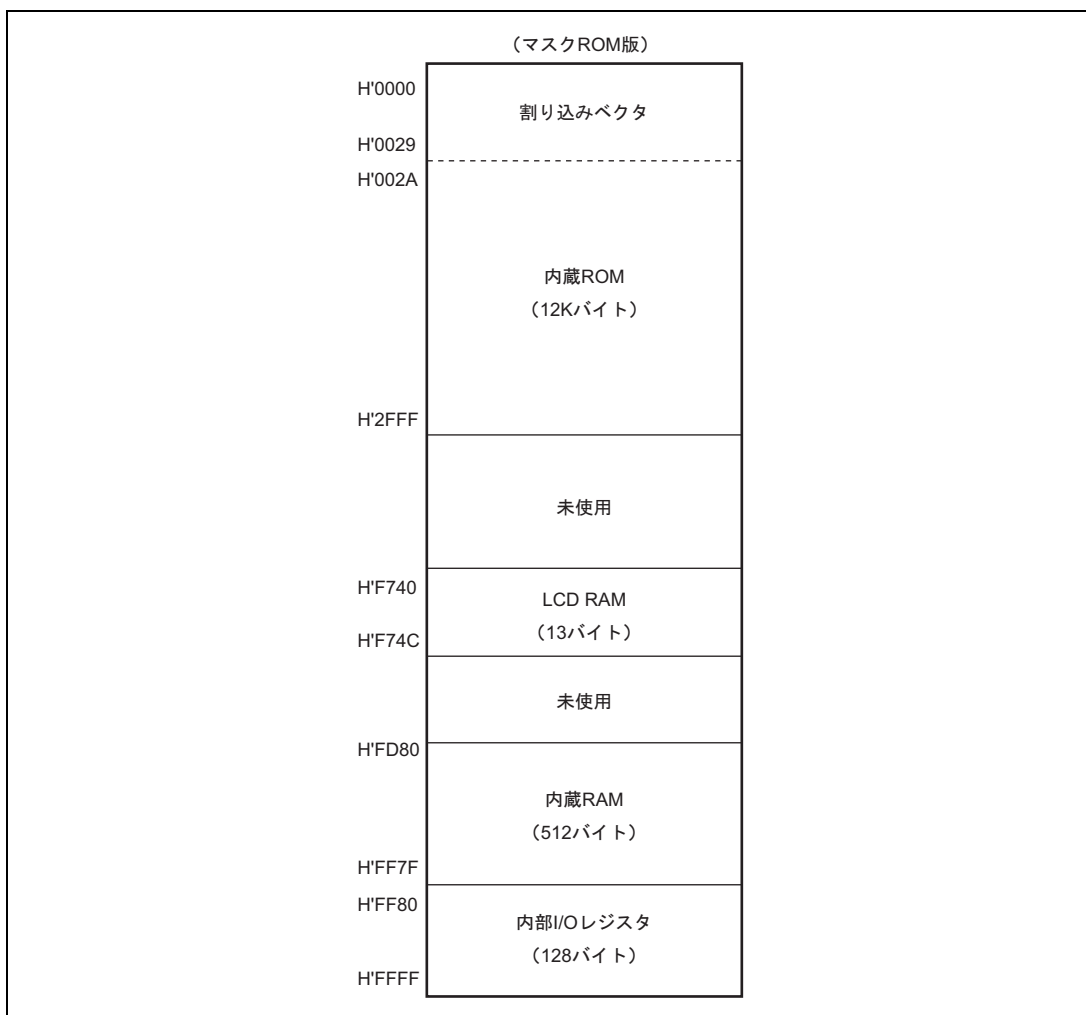 （マスクROM版）
H'0000
割り込みベクタ
H'0029
H'002A
内蔵ROM
（12Kバイト）
H'2FFF
未使用
H'F740
LCD RAM
（13バイト）
H'F74C
未使用
H'FD80
内蔵RAM
（512バイト）
H'FF7F
H'FF80
内部I/Oレジスタ
（128バイト）
H'FFFF